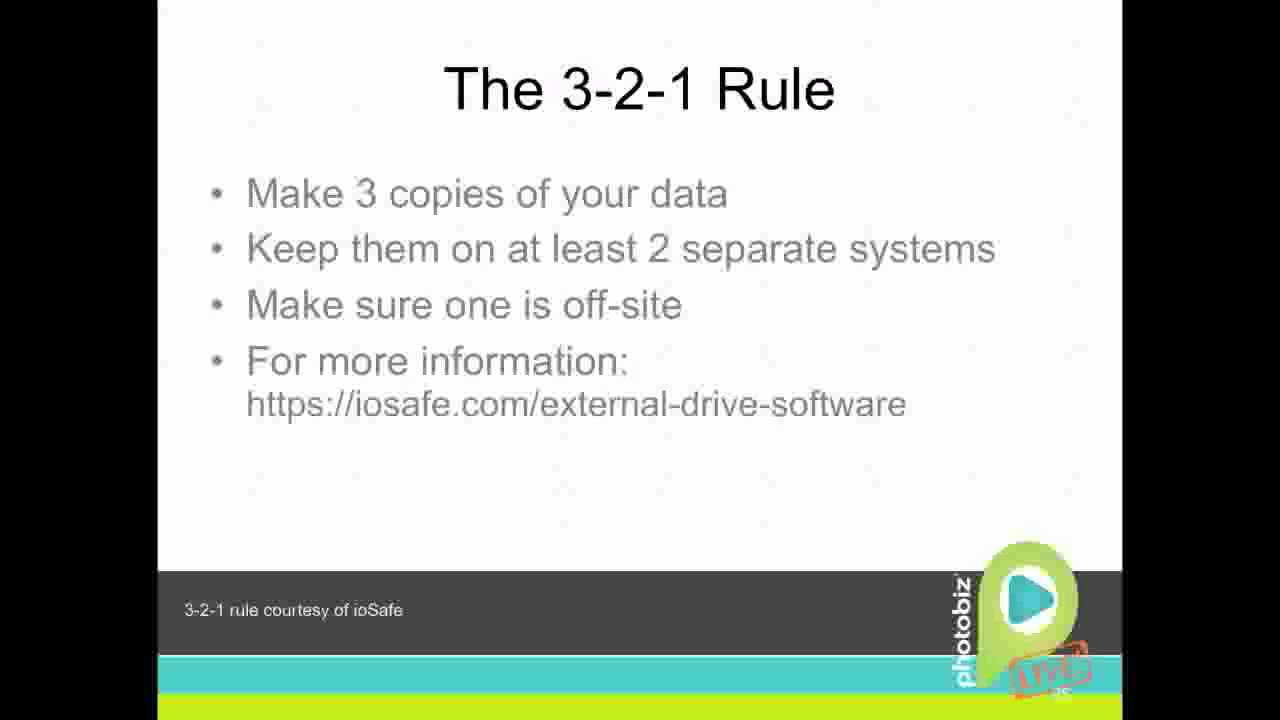 The 3-2-1 Rule
• Make 3 copies of your data
• Keep them on at least 2 separate systems
• Make sure one is off-site
• For more information:
https://iosafe.com/external-drive-software
3-2-1 rule courtesy of ioSafe
photobiz
LIVE